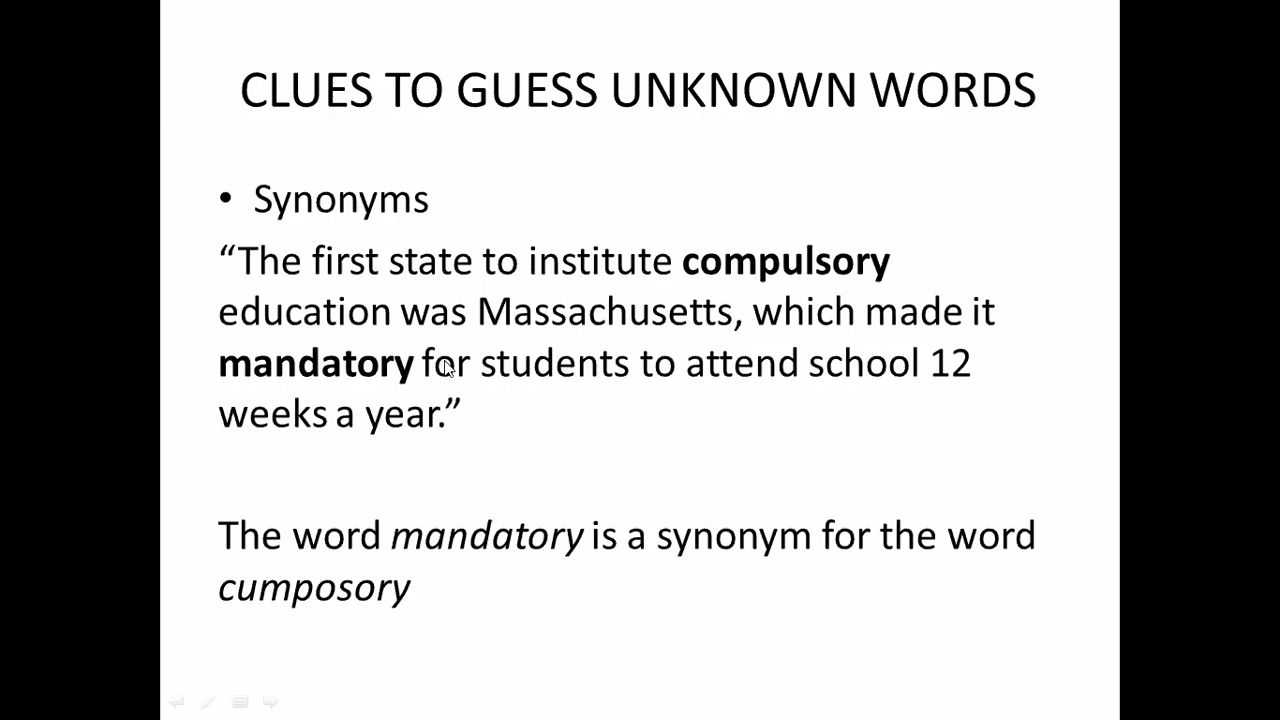 CLUES TO GUESS UNKNOWN WORDS
• Synonyms
“The first state to institute compulsory
education was Massachusetts, which made it
mandatory for students to attend school 12
weeks a year.”
The word mandatory is a synonym for the word
cumposory